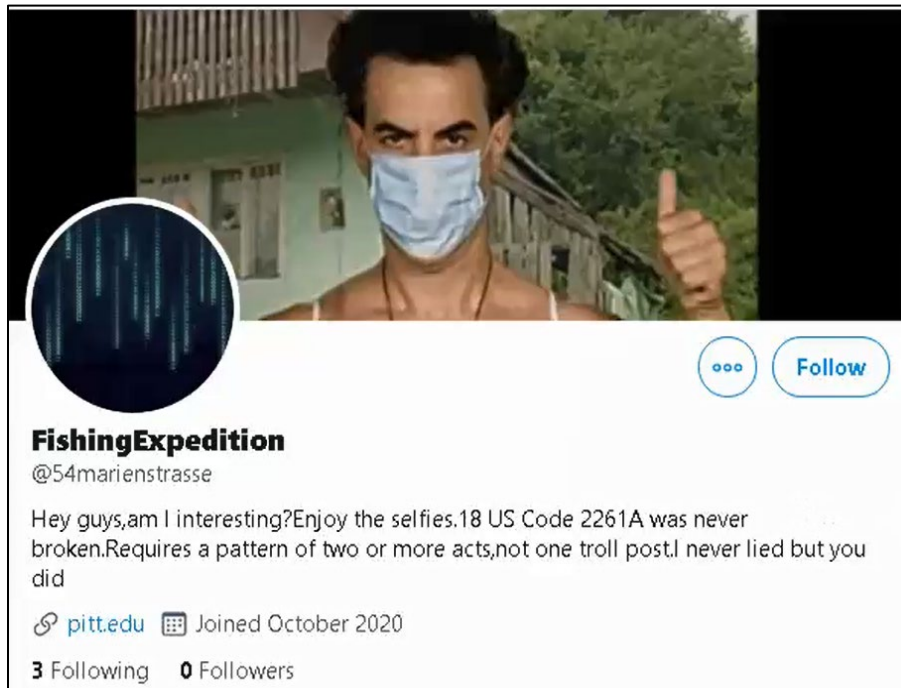 Follow
FishingExpedition
@54marienstrasse
Hey guys,am I interesting?Enjoy the selfies.18 US Code 2261A was never
broken.Requires a pattern of two or more acts,not one troll post.I never lied but you
did
pitt.edu Joined October 2020
3 Following 0 Followers